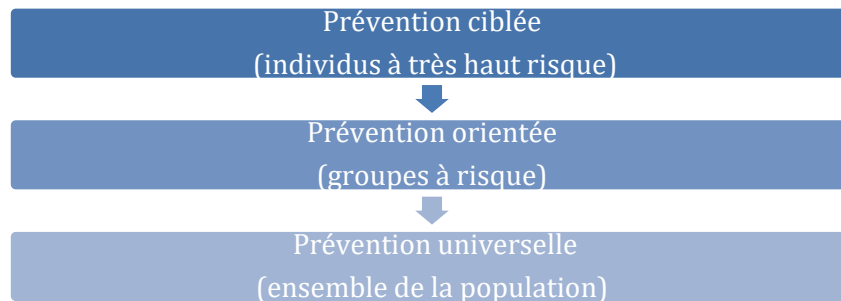 Prévention ciblée
(individus à très haut risque)
Prévention orientée
(groupes à risque)
Prévention universelle
(ensemble de la population)